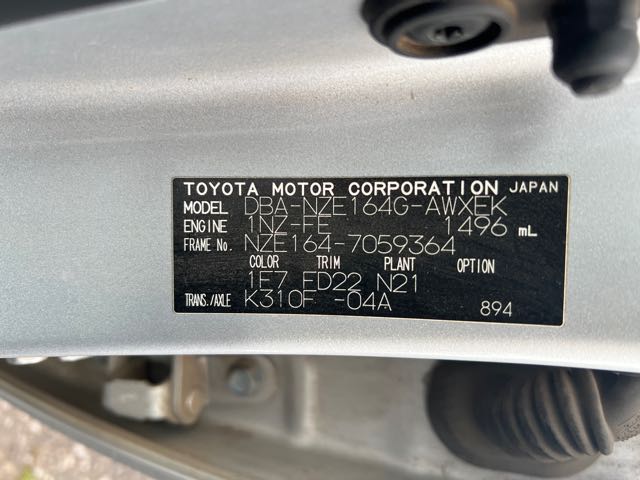 TOYOTA MOTOR CORPORATION JAPAN
MODEL DBA-NZE164G-AWXEK
ENGINE 1NZ-FE 1496 mL
FRAME No. NZE164-7059364
COLOR TRIM PLANT OPTION
1E7 FD22 N21
TRANS./AXLE K310F -04A 894